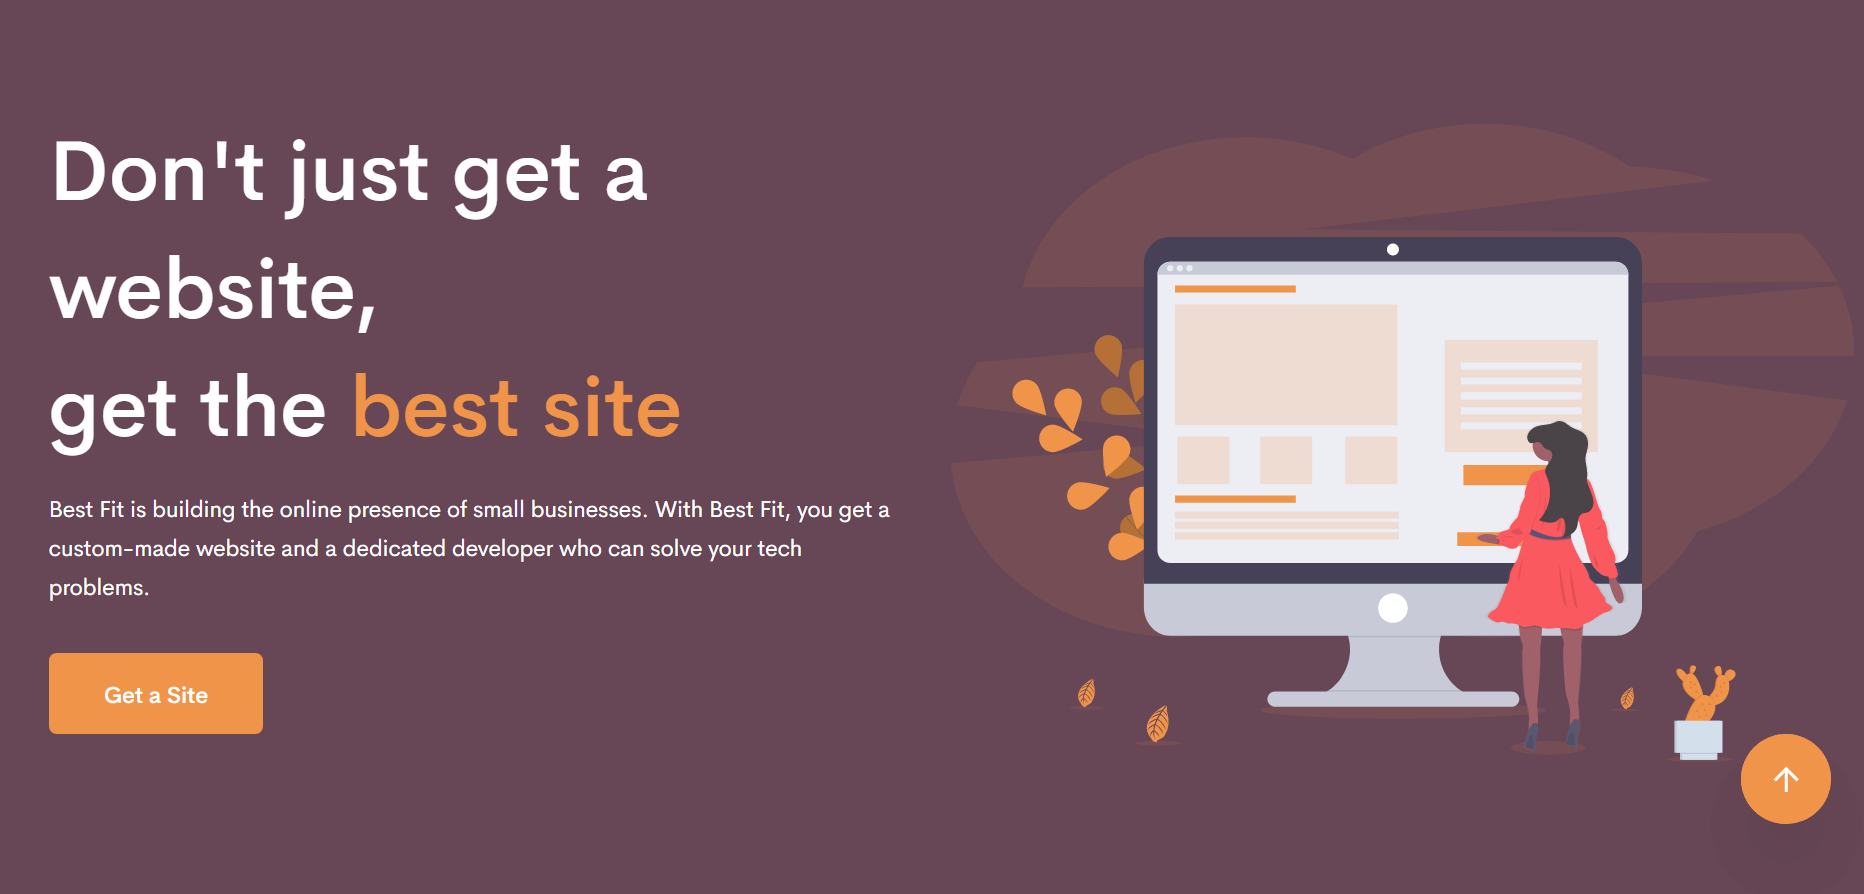 Don't just get a
website,
get the best site
Best Fit is building the online presence of small businesses. With Best Fit, you get a
custom-made website and a dedicated developer who can solve your tech
problems.
Get a Site